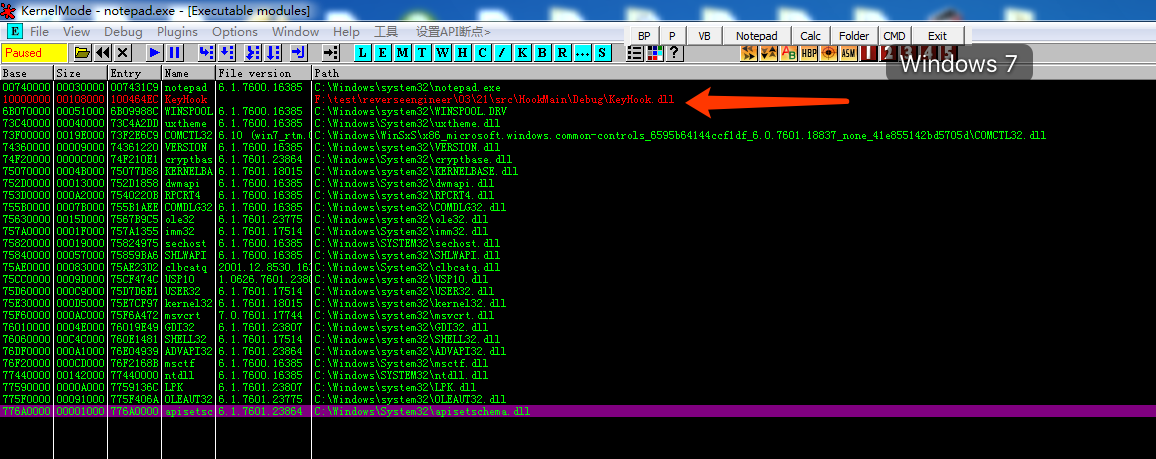 KernelMode - notepad.exe - [Executable modules]
E File View Debug Plugins Options Window Help 工具 设置API断点>
BP P VB Notepad Calc Folder CMD Exit
Paused L E M T W H C / K B R ... S ? HBP ASM 1 2 3 4 5
Windows 7
Base Size Entry Name File version Path
00740000 00030000 007431C9 notepad 6.1.7600.16385 C:\Windows\system32\notepad.exe
10000000 00108000 100484EC KeyHook F:\test\reverseengineer\03\21\src\HookMain\Debug\KeyHook.dll
6B070000 00051000 6B09988C WINSPOOL 6.1.7600.16385 C:\Windows\system32\WINSPOOL.DRV
73D00000 00040000 73C4A2DD uxtheme 6.1.7600.16385 C:\Windows\system32\uxtheme.dll
73F00000 0019E000 73F2E6C9 COMCTL32 6.10 (win7_rtm. C:\Windows\WinSxS\x86_microsoft.windows.common-controls_6595b64144ccf1df_6.0.7601.18837_none_41e855142bd5705d\COMCTL32.dll
74360000 00009000 74361220 VERSION 6.1.7600.16385 C:\Windows\system32\VERSION.dll
74F20000 0000C000 74F210E1 cryptbas 6.1.7601.23864 C:\Windows\system32\cryptbase.dll
75070000 0004B000 75077D88 KERNELBA 6.1.7601.18015 C:\Windows\system32\KERNELBASE.dll
752D0000 00013000 752D1858 dwmapi 6.1.7600.16385 C:\Windows\system32\dwmapi.dll
753D0000 000A2000 7540220B RPCRT4 6.1.7600.16385 C:\Windows\system32\RPCRT4.dll
755B0000 0007B000 755B1AEE COMDLG32 6.1.7600.16385 C:\Windows\system32\COMDLG32.dll
75630000 0015D000 7567B9C5 ole32 6.1.7601.23775 C:\Windows\system32\ole32.dll
757A0000 0001F000 757A1355 imm32 6.1.7601.17514 C:\Windows\system32\imm32.dll
75820000 00019000 75824975 sechost 6.1.7600.16385 C:\Windows\SYSTEM32\sechost.dll
75840000 00057000 75859BA6 SHLWAPI 6.1.7600.16385 C:\Windows\system32\SHLWAPI.dll
75AE0000 00083000 75AE23D2 clbcatq 2001.12.8530.16 C:\Windows\System32\clbcatq.dll
75CC0000 0009D000 75CF474C USP10 1.0626.7601.238 C:\Windows\system32\USP10.dll
75D60000 000C9000 75D7D6E1 USER32 6.1.7601.17514 C:\Windows\system32\USER32.dll
75E30000 000D5000 75E7CF97 kernel32 6.1.7601.18015 C:\Windows\system32\kernel32.dll
75F60000 000AC000 75F6A472 msvcrt 7.0.7601.17744 C:\Windows\system32\msvcrt.dll
76010000 0004E000 76019E49 GDI32 6.1.7601.23807 C:\Windows\system32\GDI32.dll
76060000 00C4C000 760E1481 SHELL32 6.1.7601.17514 C:\Windows\system32\SHELL32.dll
76DF0000 000A1000 76E04939 ADVAPI32 6.1.7601.23864 C:\Windows\system32\ADVAPI32.dll
76F20000 000CD000 76F2168B msctf 6.1.7600.16385 C:\Windows\system32\msctf.dll
77440000 00142000 77440000 ntdll 6.1.7600.16385 C:\Windows\SYSTEM32\ntdll.dll
77590000 0000A000 7759136C LPK 6.1.7601.23807 C:\Windows\system32\LPK.dll
775F0000 00091000 775F406A OLEAUT32 6.1.7601.23775 C:\Windows\system32\OLEAUT32.dll
776A0000 00001000 776A0000 apisetsc 6.1.7601.23864 C:\Windows\System32\apisetschema.dll